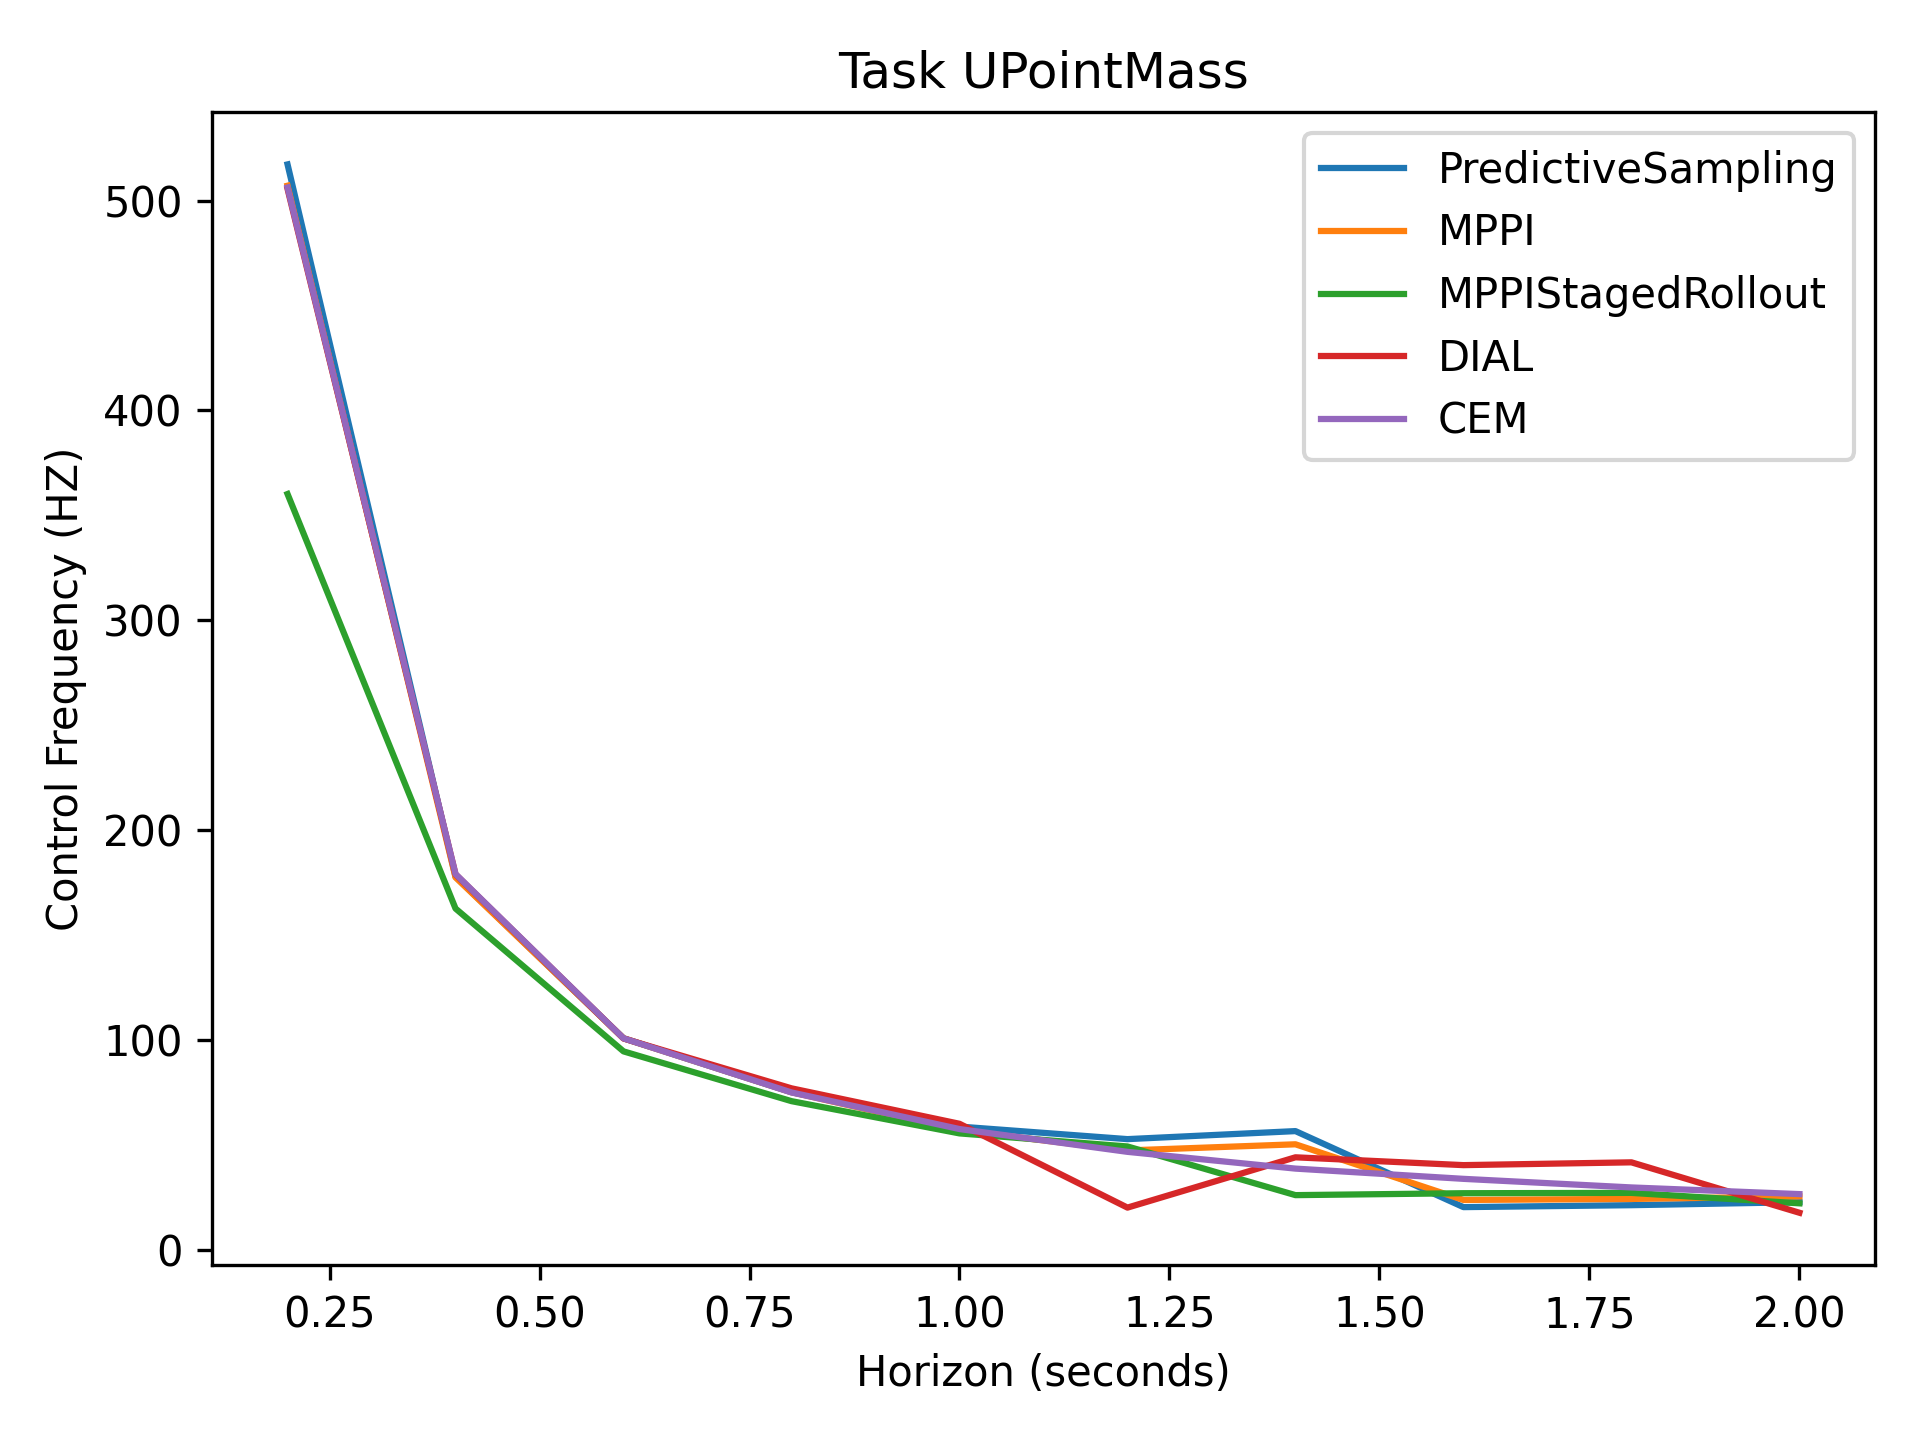 Task UPointMass
PredictiveSampling
MPPI
MPPIStagedRollout
DIAL
CEM
Control Frequency (HZ)
500
400
300
200
100
0
0.25 0.50 0.75 1.00 1.25 1.50 1.75 2.00
Horizon (seconds)